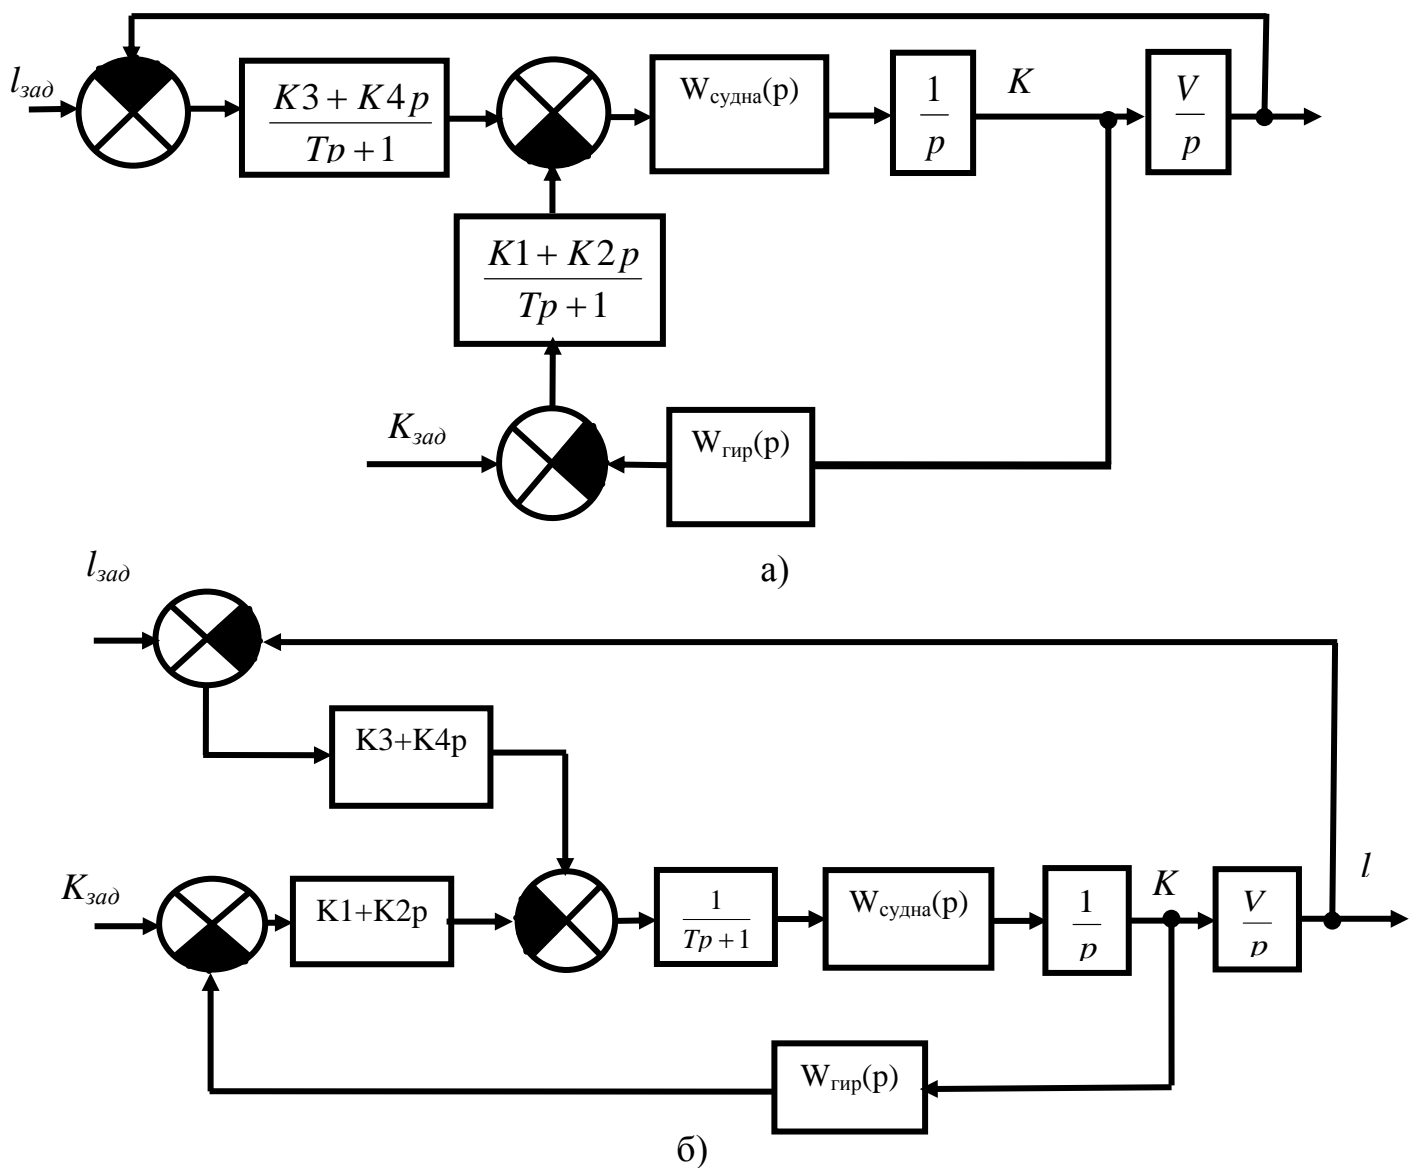 l_зад
K3 + K4p
Tp + 1
W_судна(p)
1
p
K
V
p
K1 + K2p
Tp + 1
K_зад
W_гир(p)
а)
l_зад
K3+K4p
K_зад
K1+K2p
1
Tp + 1
W_судна(p)
1
p
K
V
p
l
W_гир(p)
б)